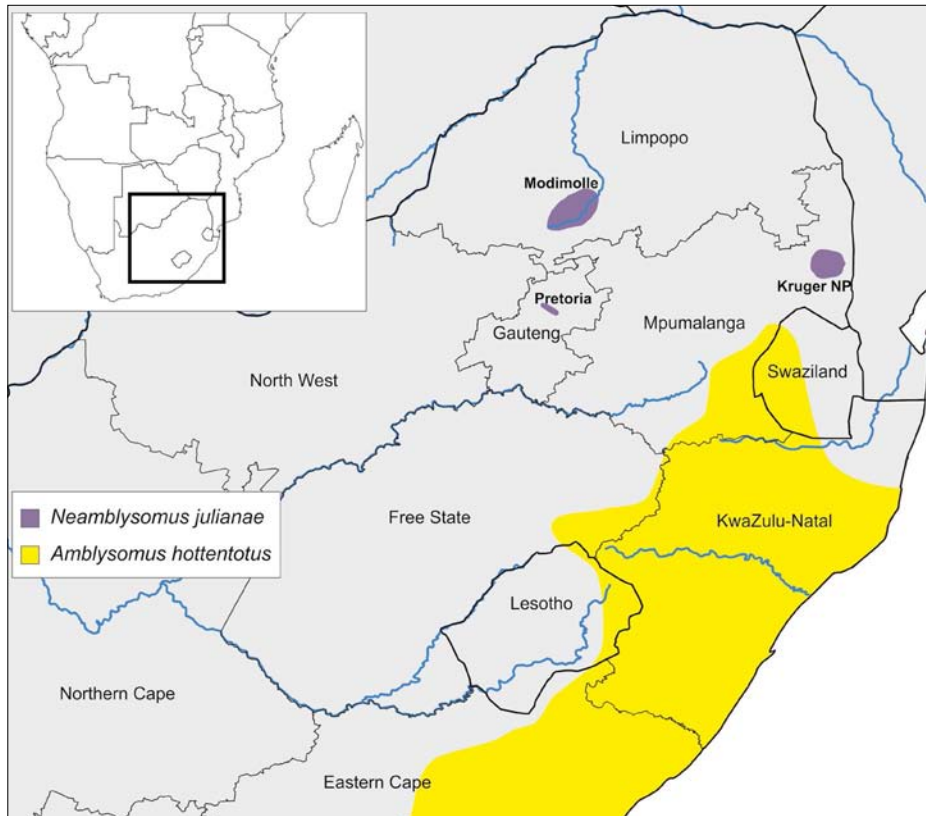 Limpopo
Modimolle
Kruger NP
Pretoria
Gauteng
Mpumalanga
Swaziland
North West
Neamblysomus julianae
Amblysomus hottentotus
Free State
KwaZulu-Natal
Lesotho
Northern Cape
Eastern Cape